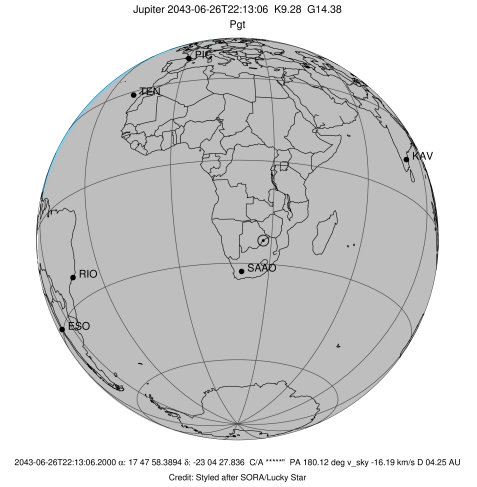 Jupiter 2043-06-26T22:13:06 K9.28 G14.38
Pgt
PIC
TEN
KAV
SAAO
RIO
ESO
2043-06-26T22:13:06.2000 α: 17 47 58.3894 δ: -23 04 27.836 C/A *****" PA 180.12 deg v_sky -16.19 km/s D 04.25 AU
Credit: Styled after SORA/Lucky Star